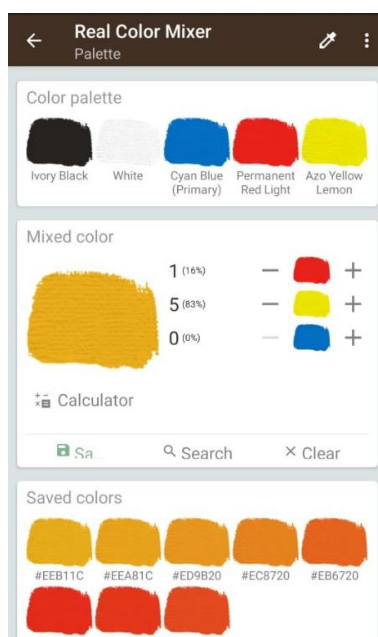 Real Color Mixer
Palette
Color palette
Ivory Black
White
Cyan Blue
(Primary)
Permanent
Red Light
Azo Yellow
Lemon
Mixed color
1 (16%)
5 (83%)
0 (0%)
Calculator
Sa...
Search
Clear
Saved colors
#EEB11C #EEA81C #ED9B20 #EC8720 #EB6720